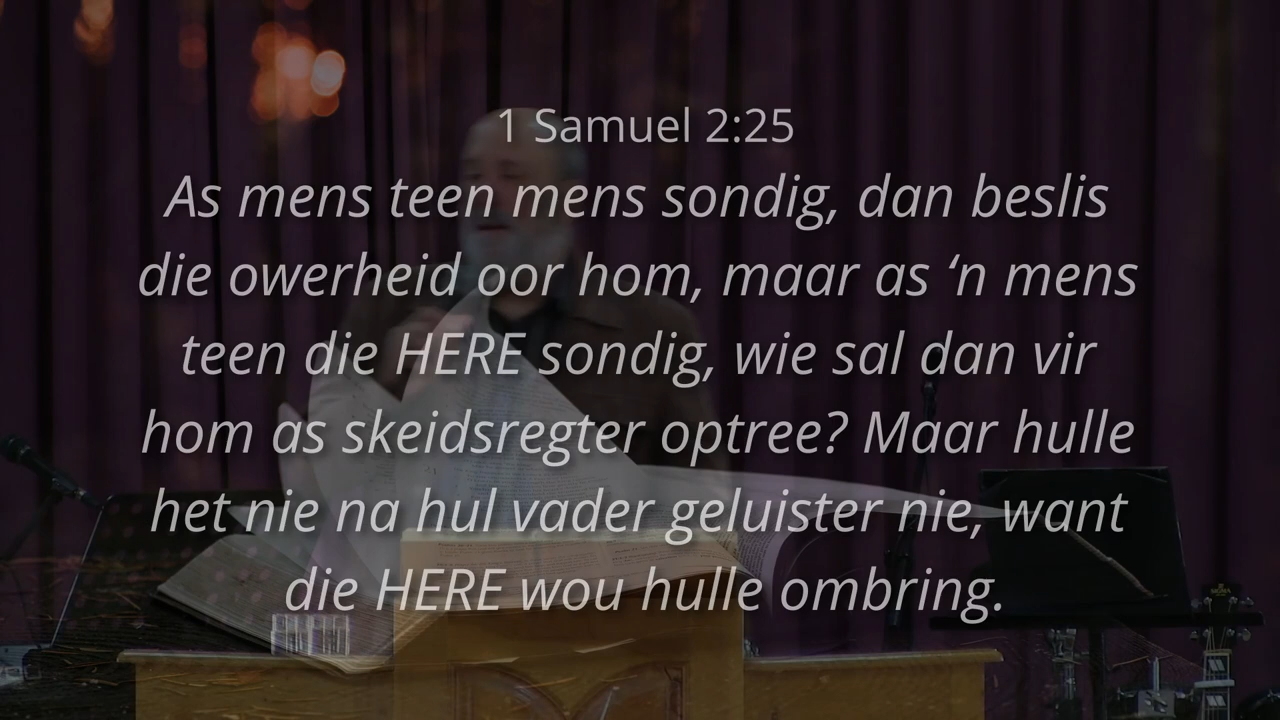 1 Samuel 2:25
As mens teen mens sondig, dan beslis
die owerheid oor hom, maar as ‘n mens
teen die HERE sondig, wie sal dan vir
hom as skeidsregter optree? Maar hulle
het nie na hul vader geluister nie, want
die HERE wou hulle ombring.